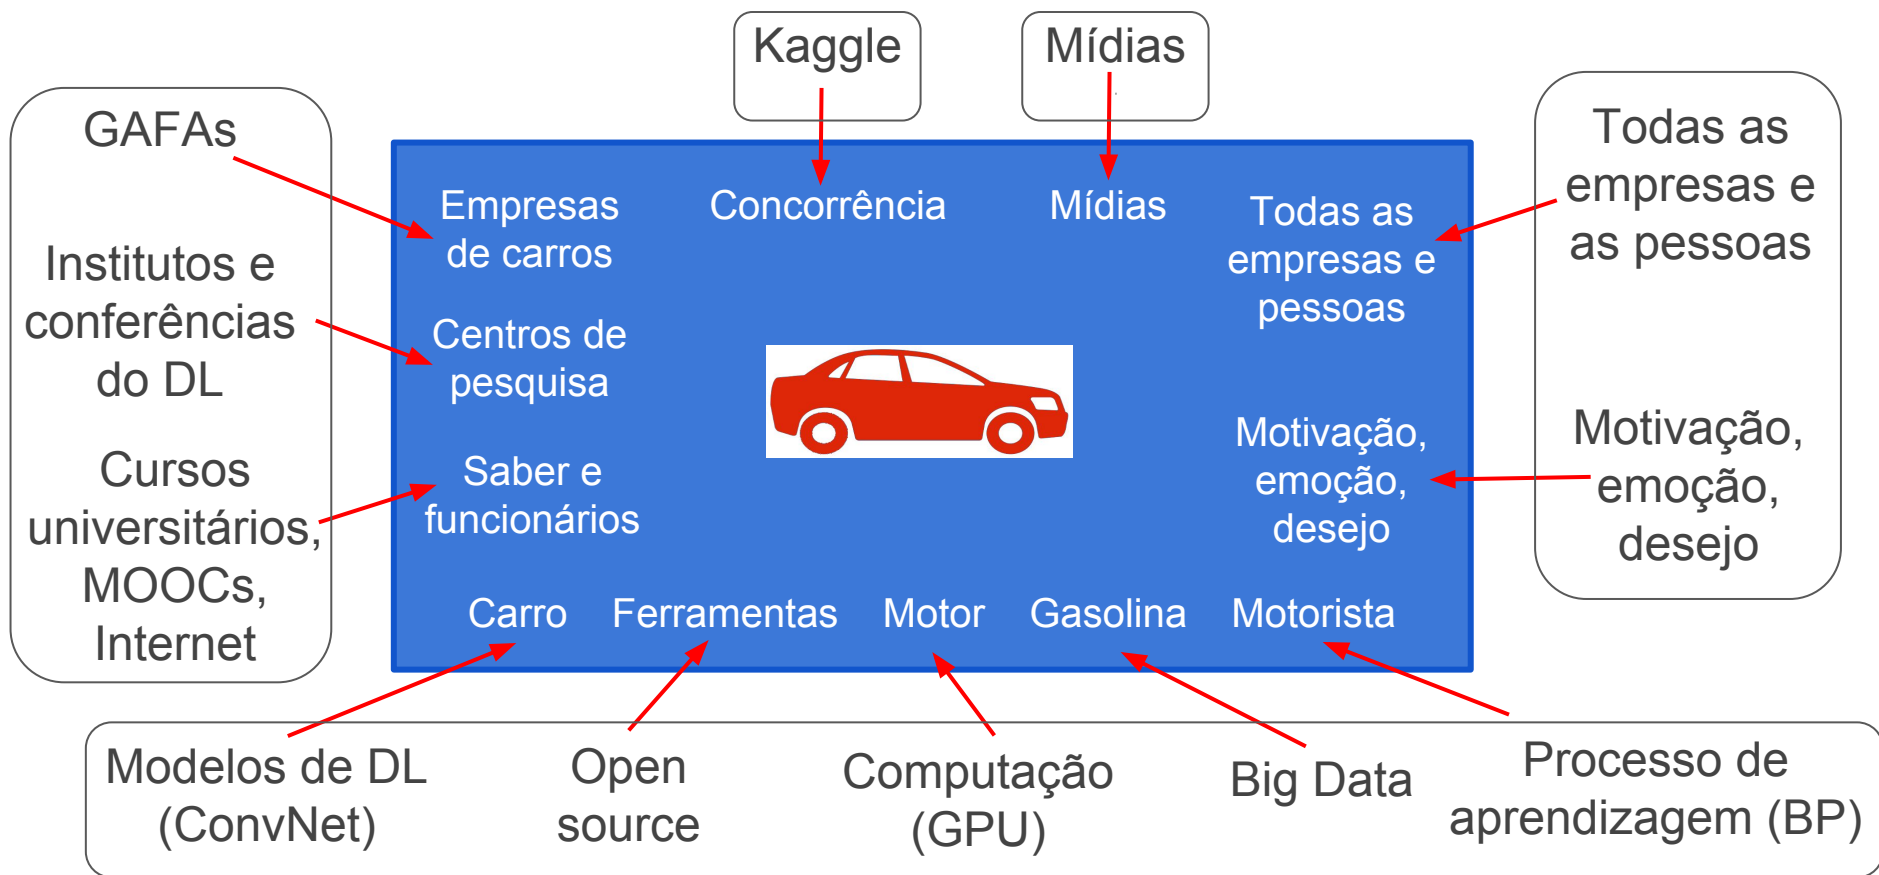 Kaggle
Mídias
GAFAs
Institutos e
conferências
do DL
Cursos
universitários,
MOOCs,
Internet
Empresas
de carros
Concorrência
Mídias
Todas as
empresas e
pessoas
Centros de
pesquisa
Saber e
funcionários
Motivação,
emoção,
desejo
Carro
Ferramentas
Motor
Gasolina
Motorista
Todas as
empresas e
as pessoas
Motivação,
emoção,
desejo
Modelos de DL
(ConvNet)
Open
source
Computação
(GPU)
Big Data
Processo de
aprendizagem (BP)